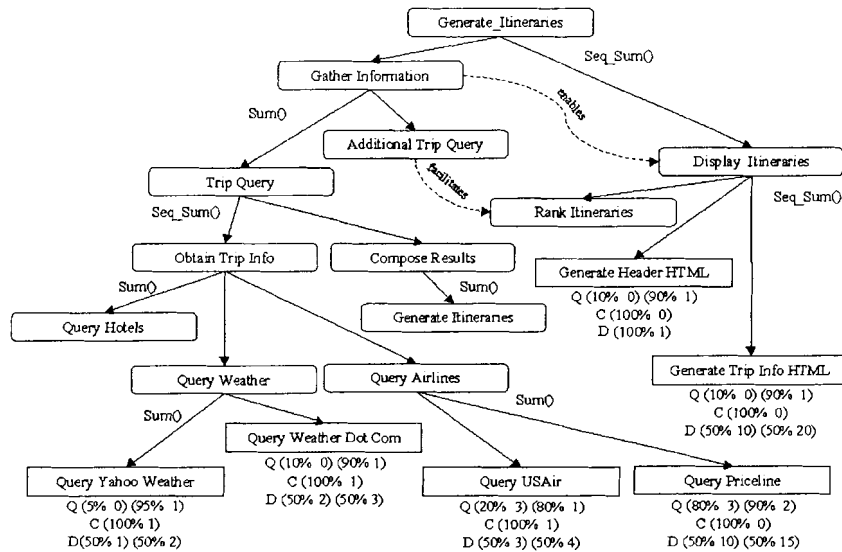 Generate_Itineraries
Seq_Sum()
Gather Information
enables
Sum()
Additional Trip Query
Display Itineraries
facilitates
Trip Query
Seq_Sum()
Rank Itineraries
Seq_Sum()
Obtain Trip Info
Compose Results
Generate Header HTML
Q (10% 0) (90% 1)
C (100% 0)
D (100% 1)
Sum()
Sum()
Query Hotels
Generate Itineraries
Query Weather
Query Airlines
Generate Trip Info HTML
Q (10% 0) (90% 1)
C (100% 0)
D (50% 10) (50% 20)
Sum()
Sum()
Query Weather Dot Com
Q (10% 0) (90% 1)
C (100% 1)
D (50% 2) (50% 3)
Query Yahoo Weather
Q (5% 0) (95% 1)
C (100% 1)
D(50% 1) (50% 2)
Query USAir
Q (20% 3) (80% 1)
C (100% 1)
D (50% 3) (50% 4)
Query Priceline
Q (80% 3) (90% 2)
C (100% 0)
D (50% 10) (50% 15)